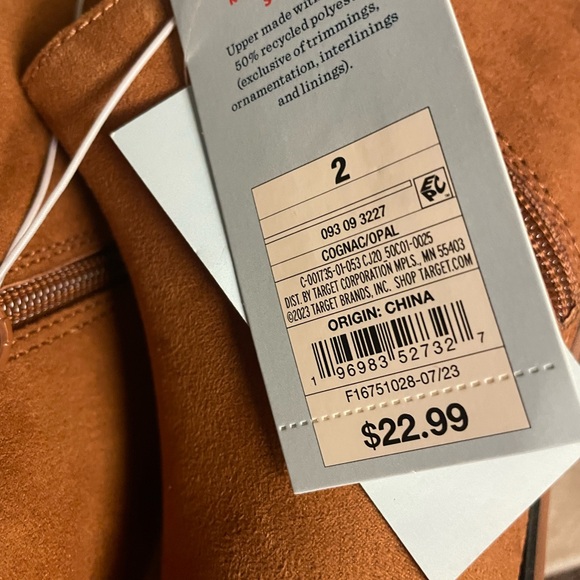 Upper made with
50% recycled polyest
(exclusive of trimmings,
ornamentation, interlinings
and linings).
2
EPC
093 09 3227
COGNAC/OPAL
C-001735-01-053 CJ20 50C01-0025
DIST. BY TARGET CORPORATION MPLS., MN 55403
©2023 TARGET BRANDS, INC. SHOP TARGET.COM
ORIGIN: CHINA
1 96983 52732 7
F16751028-07/23
$22.99